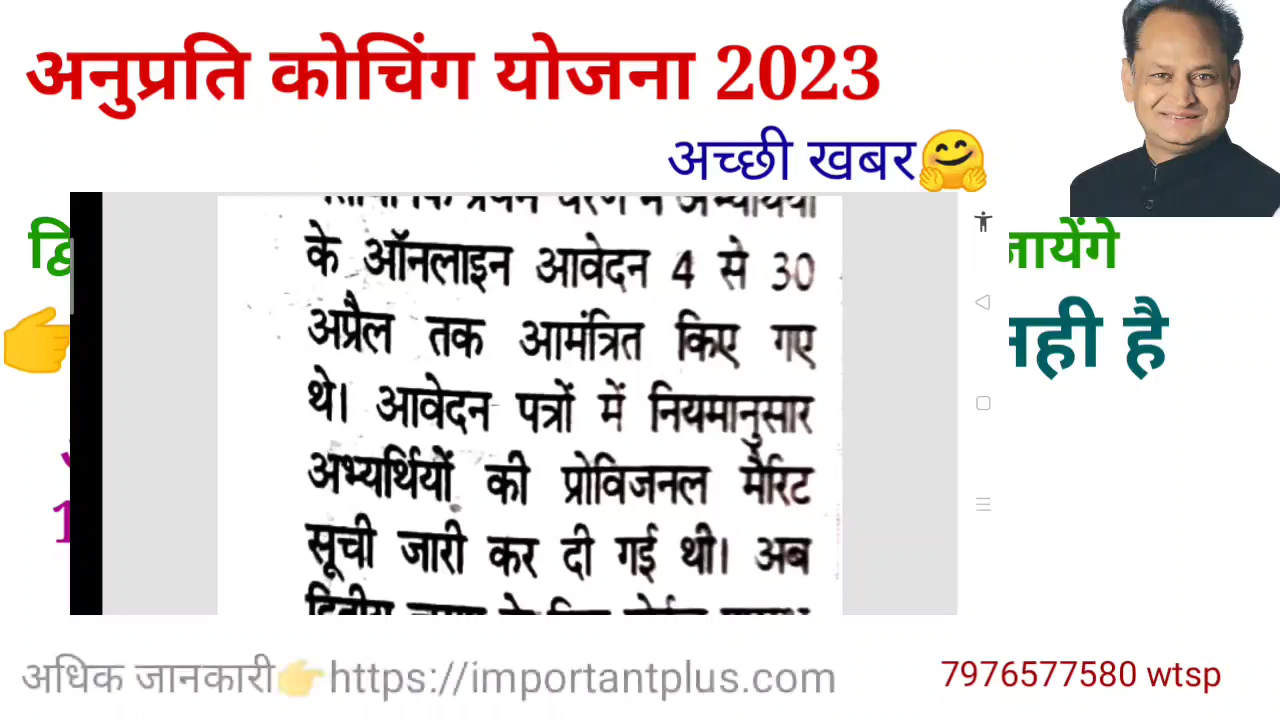 अनुप्रति कोचिंग योजना 2023
अच्छी खबर🤗
के ऑनलाइन आवेदन 4 से 30
अप्रैल तक आमंत्रित किए गए
थे। आवेदन पत्रों में नियमानुसार
अभ्यर्थियों की प्रोविजनल मैरिट
सूची जारी कर दी गई थी। अब
है
अधिक जानकारी👉https://importantplus.com
7976577580 wtsp